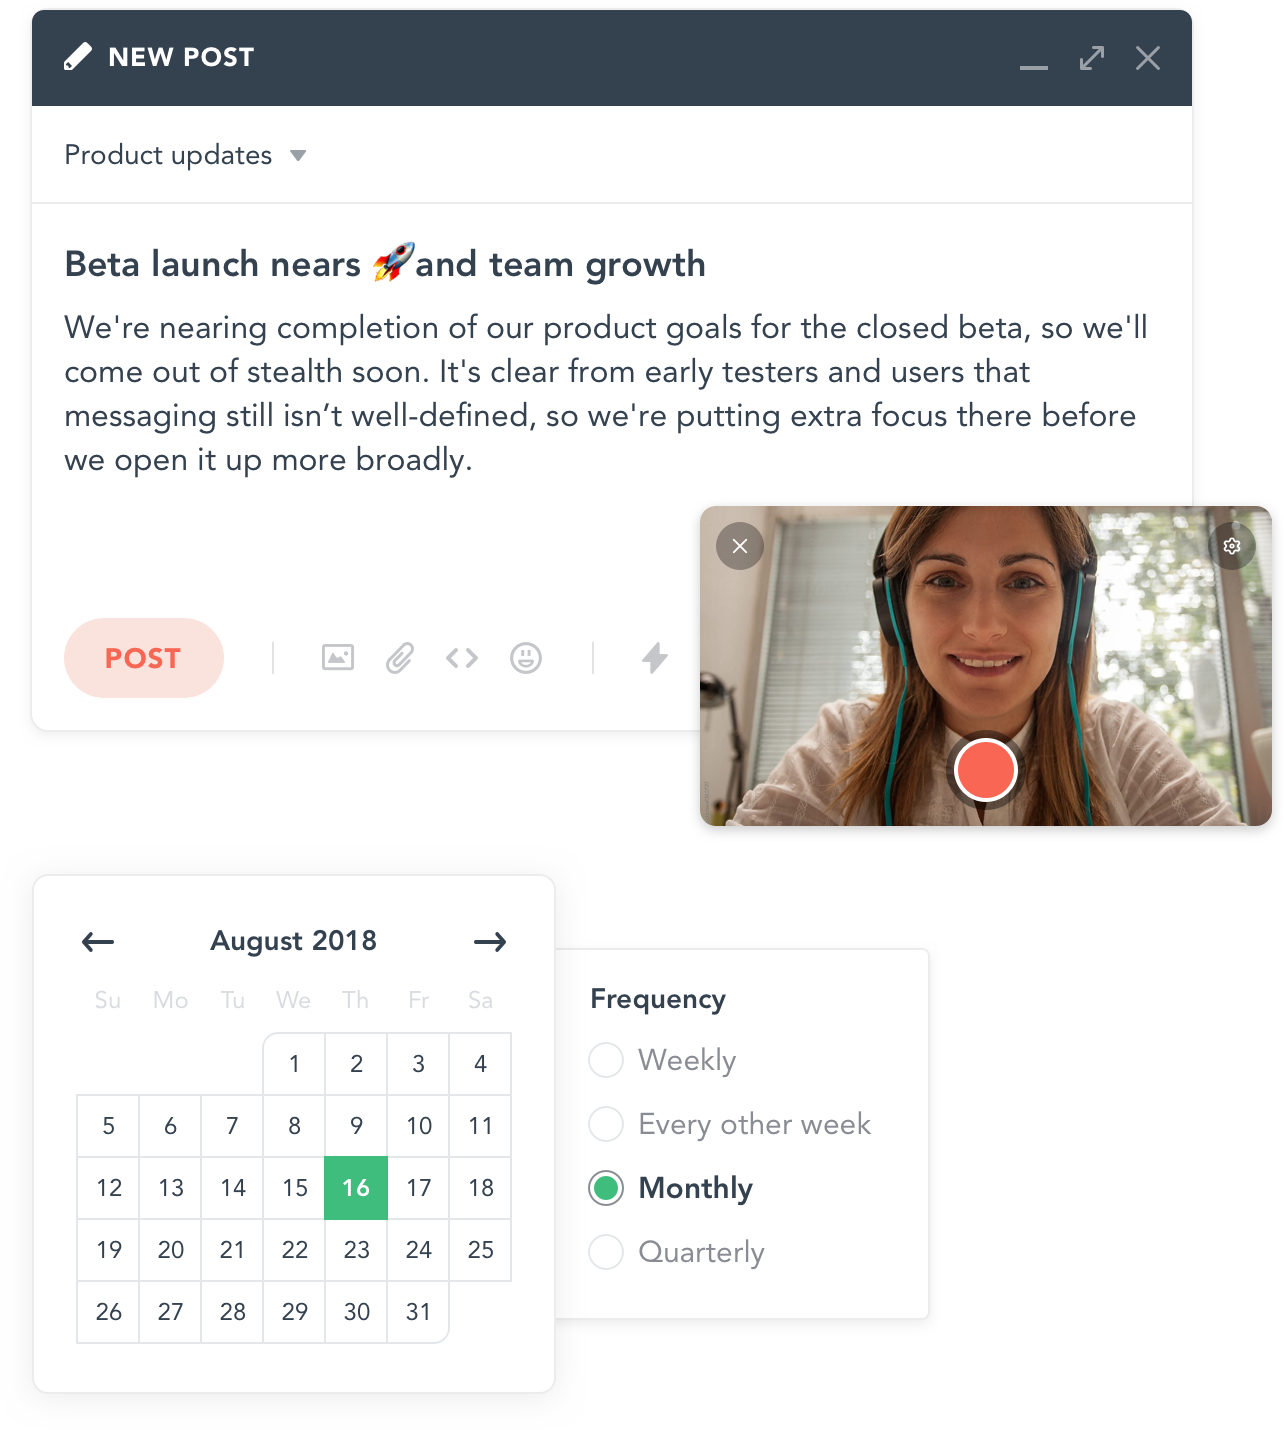 NEW POST
Product updates
Beta launch nears 🚀and team growth
We're nearing completion of our product goals for the closed beta, so we'll
come out of stealth soon. It's clear from early testers and users that
messaging still isn’t well-defined, so we're putting extra focus there before
we open it up more broadly.
POST
August 2018
Su Mo Tu We Th Fr Sa
1 2 3 4
5 6 7 8 9 10 11
12 13 14 15 16 17 18
19 20 21 22 23 24 25
26 27 28 29 30 31
Frequency
Weekly
Every other week
Monthly
Quarterly